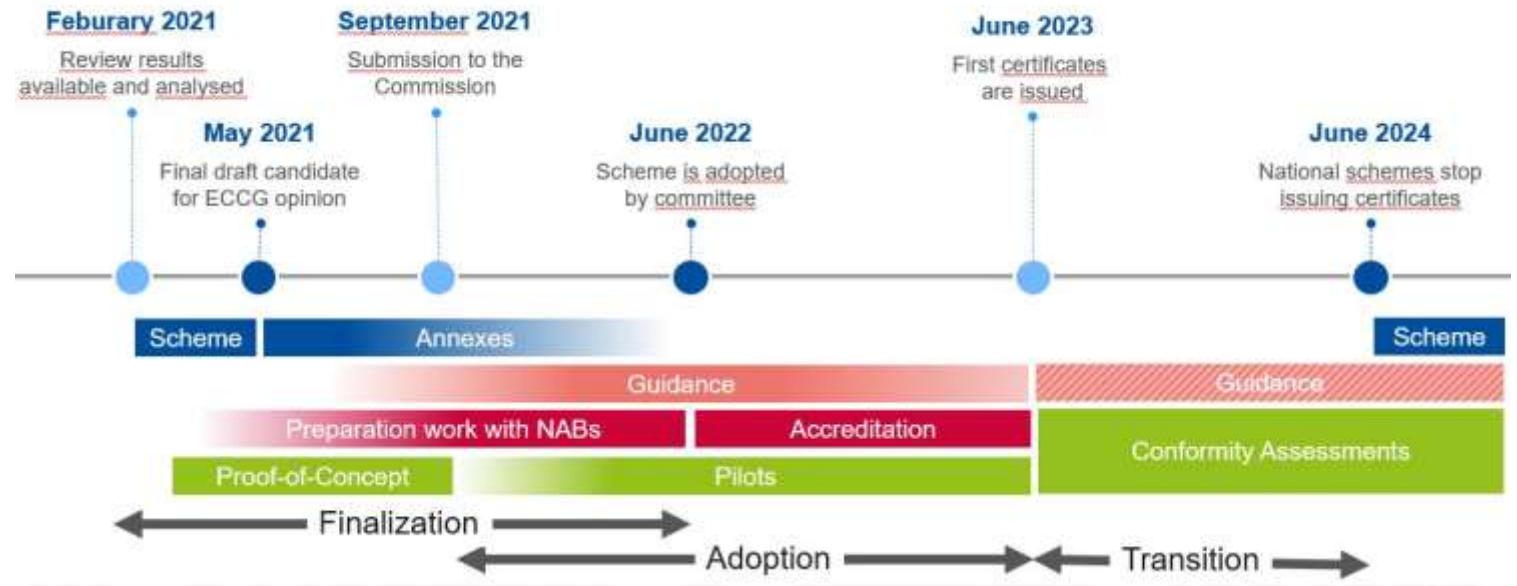 Feburary 2021
Review results
available and analysed
September 2021
Submission to the
Commission
June 2023
First certificates
are issued
May 2021
Final draft candidate
for ECCG opinion
June 2022
Scheme is adopted
by committee
June 2024
National schemes stop
issuing certificates
Scheme
Annexes
Scheme
Guidance
Guidance
Preparation work with NABs
Accreditation
Conformity Assessments
Proof-of-Concept
Pilots
Finalization
Adoption
Transition